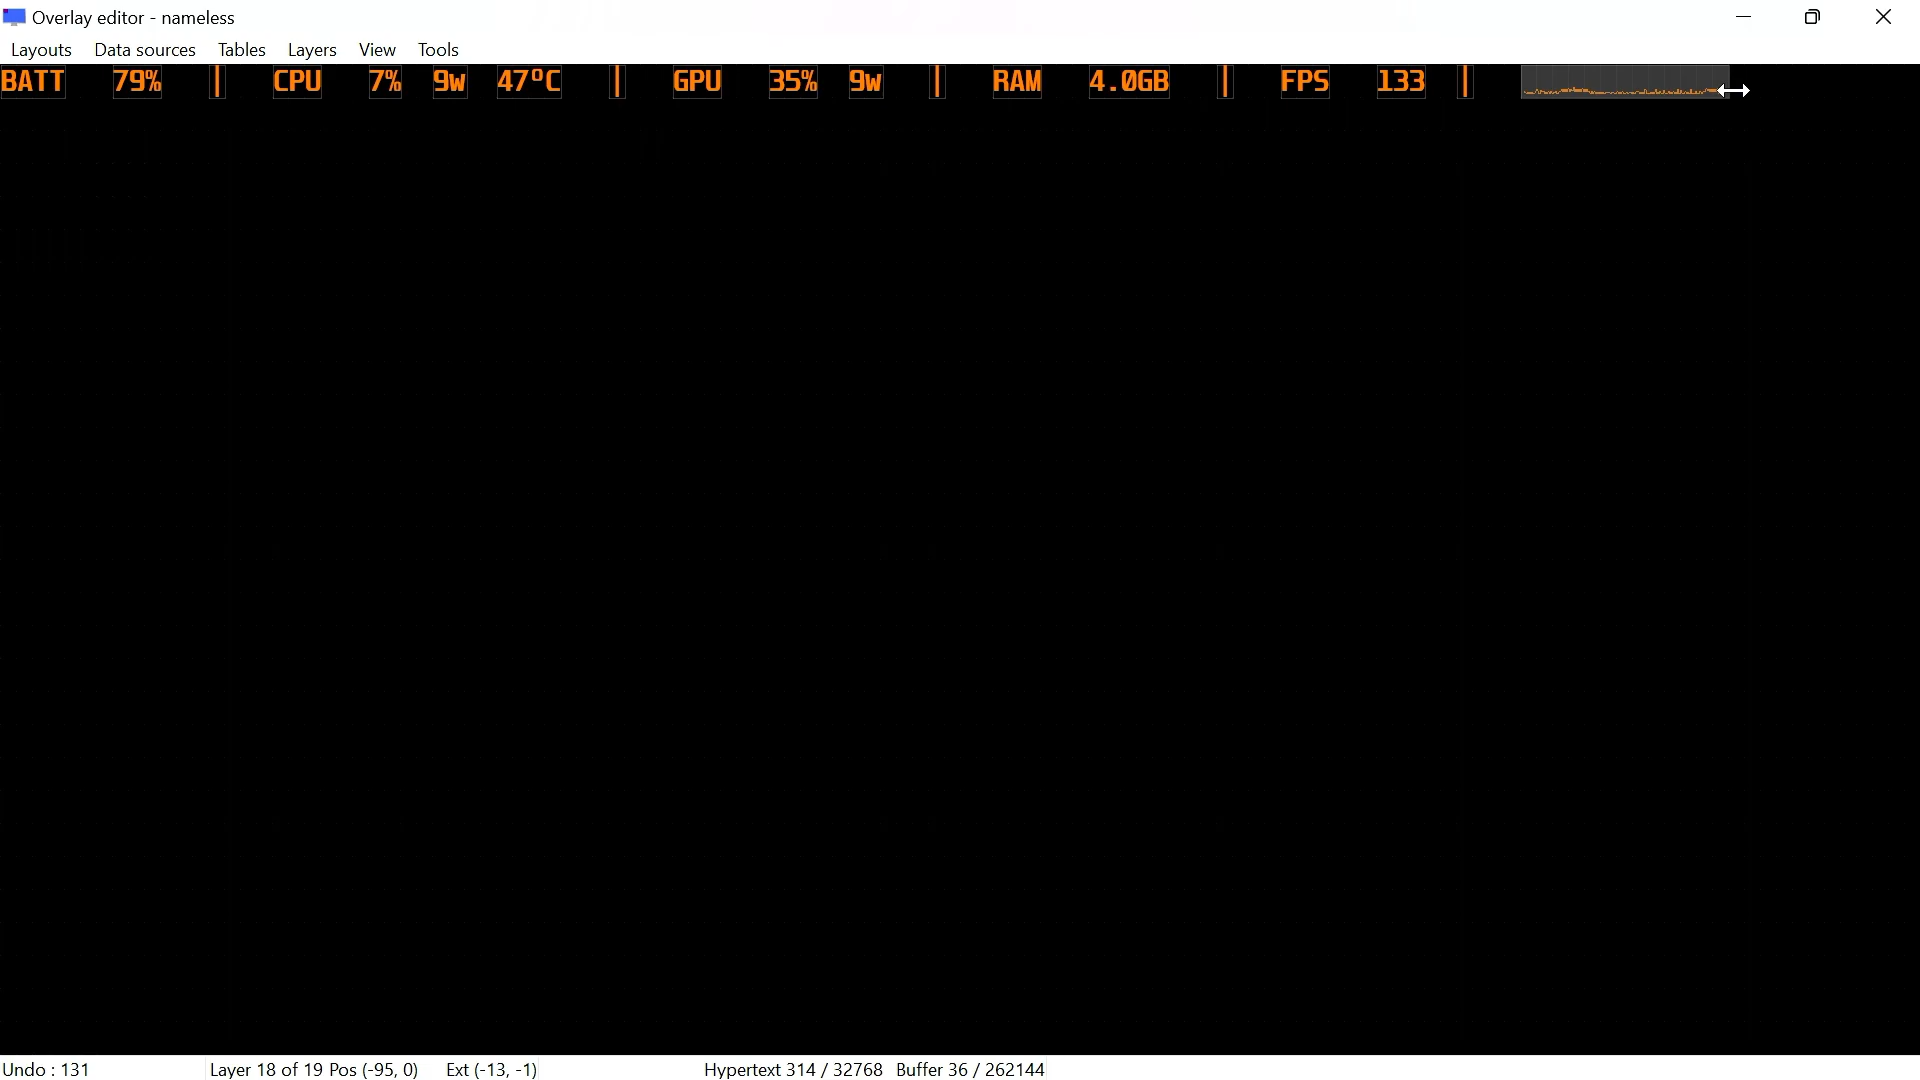 Overlay editor - nameless
Layouts Data sources Tables Layers View Tools
BATT 79% | CPU 7% 9w 47°C | GPU 35% 9w | RAM 4.0GB | FPS 133 |
Undo : 131 Layer 18 of 19 Pos (-95, 0) Ext (-13, -1) Hypertext 314 / 32768 Buffer 36 / 262144